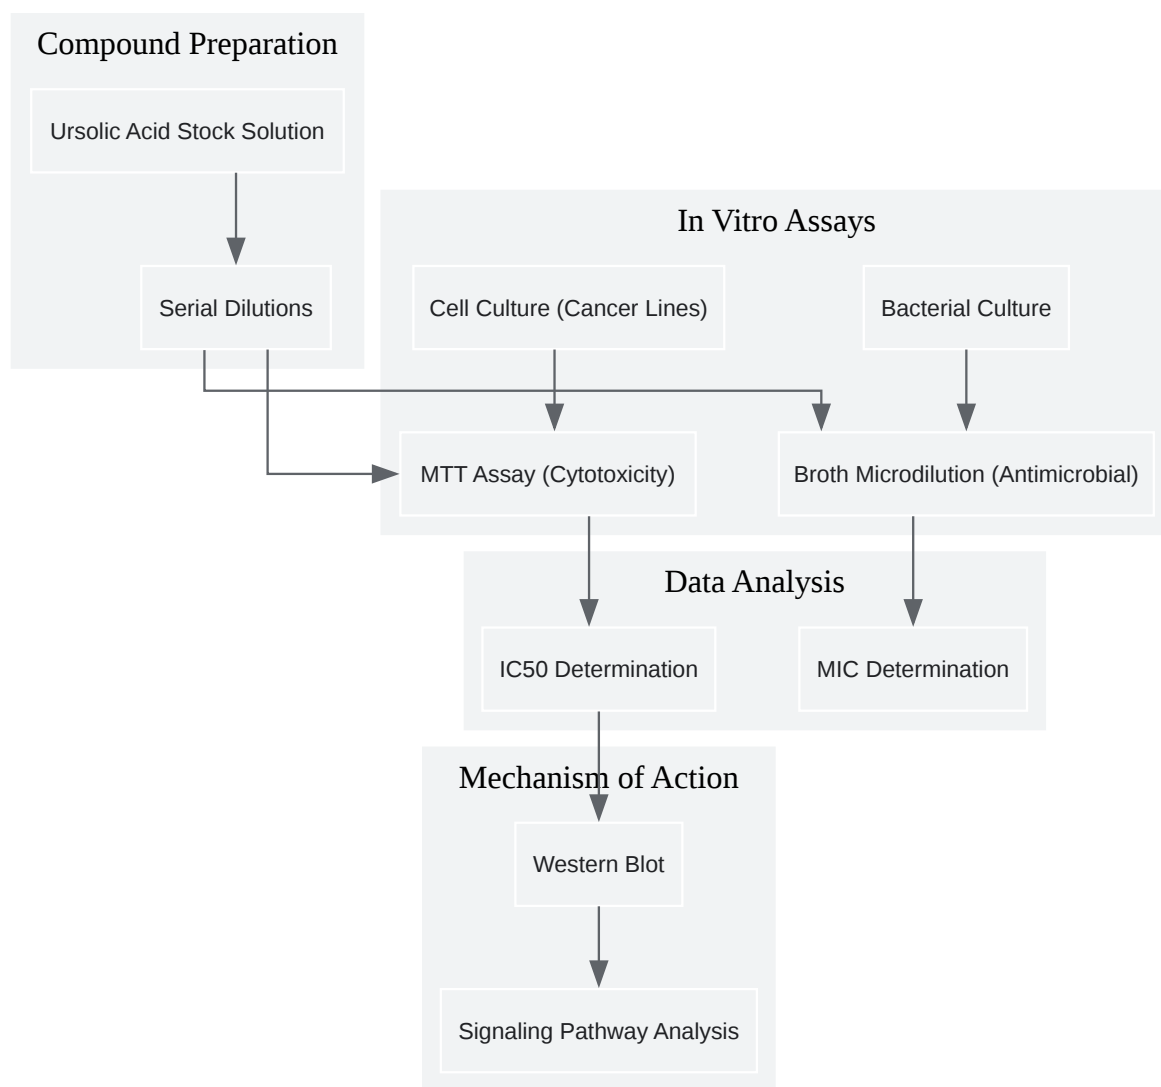 Compound Preparation
Ursolic Acid Stock Solution
In Vitro Assays
Serial Dilutions
Cell Culture (Cancer Lines)
Bacterial Culture
MTT Assay (Cytotoxicity)
Broth Microdilution (Antimicrobial)
Data Analysis
IC50 Determination
MIC Determination
Mechanism of Action
Western Blot
Signaling Pathway Analysis